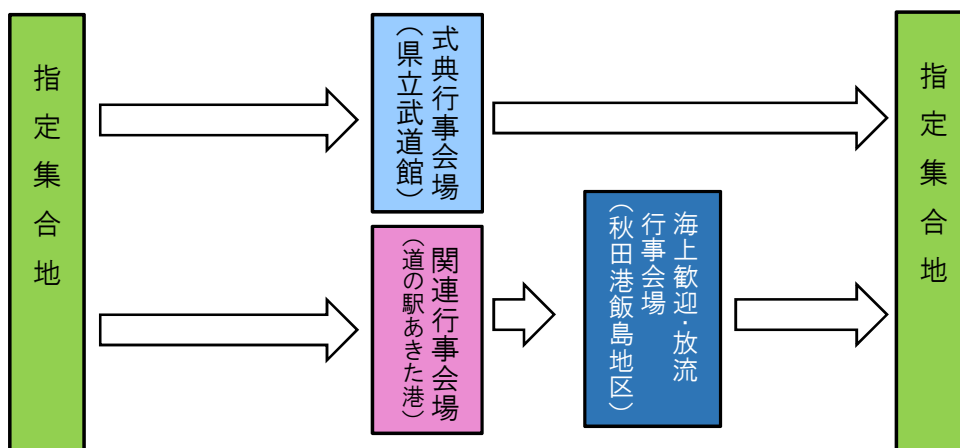 指定集合地
式典行事会場
（県立武道館）
関連行事会場
（道の駅あきた港）
海上歓迎・放流
行事会場
（秋田港飯島地区）
指定集合地